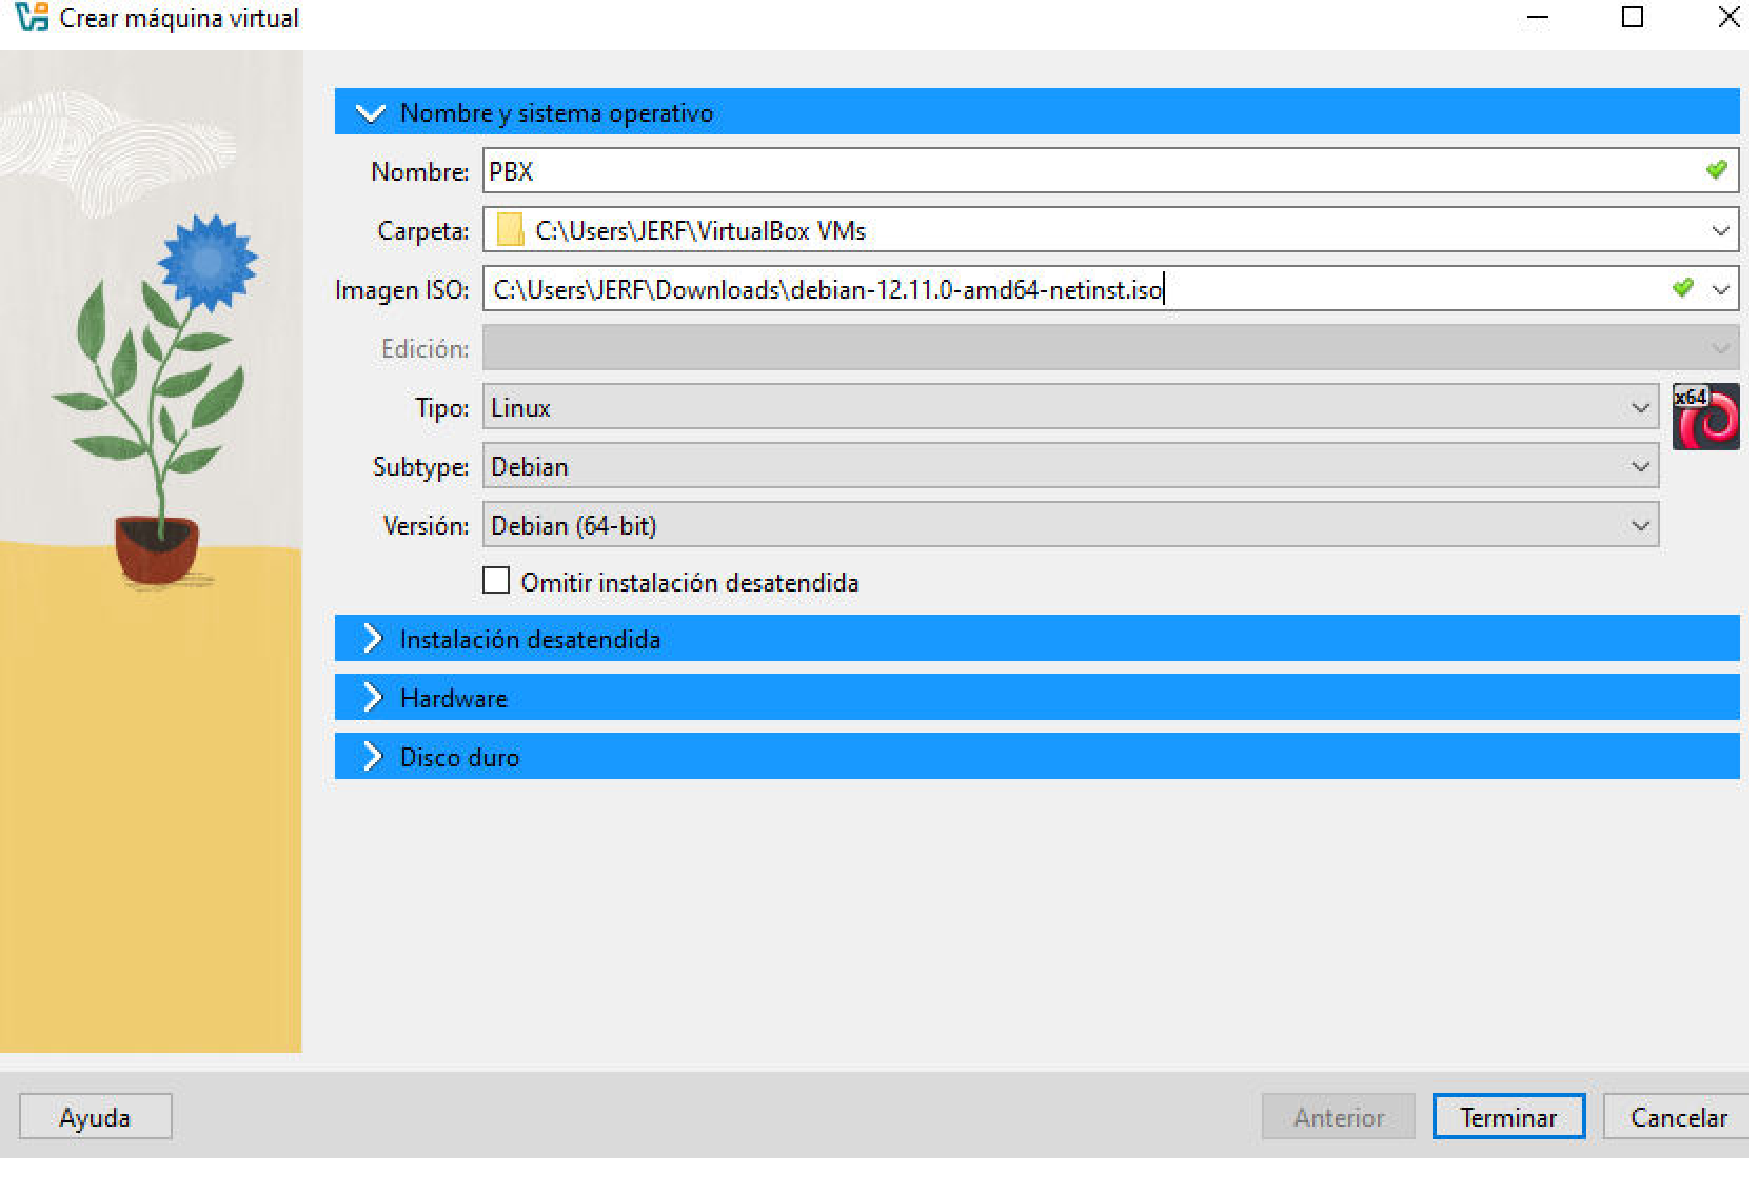 Crear máquina virtual
Nombre y sistema operativo
Nombre: PBX
Carpeta: C:\Users\JERF\VirtualBox VMs
Imagen ISO: C:\Users\JERF\Downloads\debian-12.11.0-amd64-netinst.iso
Edición:
Tipo: Linux
x64
Subtype: Debian
Versión: Debian (64-bit)
Omitir instalación desatendida
Instalación desatendida
Hardware
Disco duro
Ayuda Anterior Terminar Cancelar